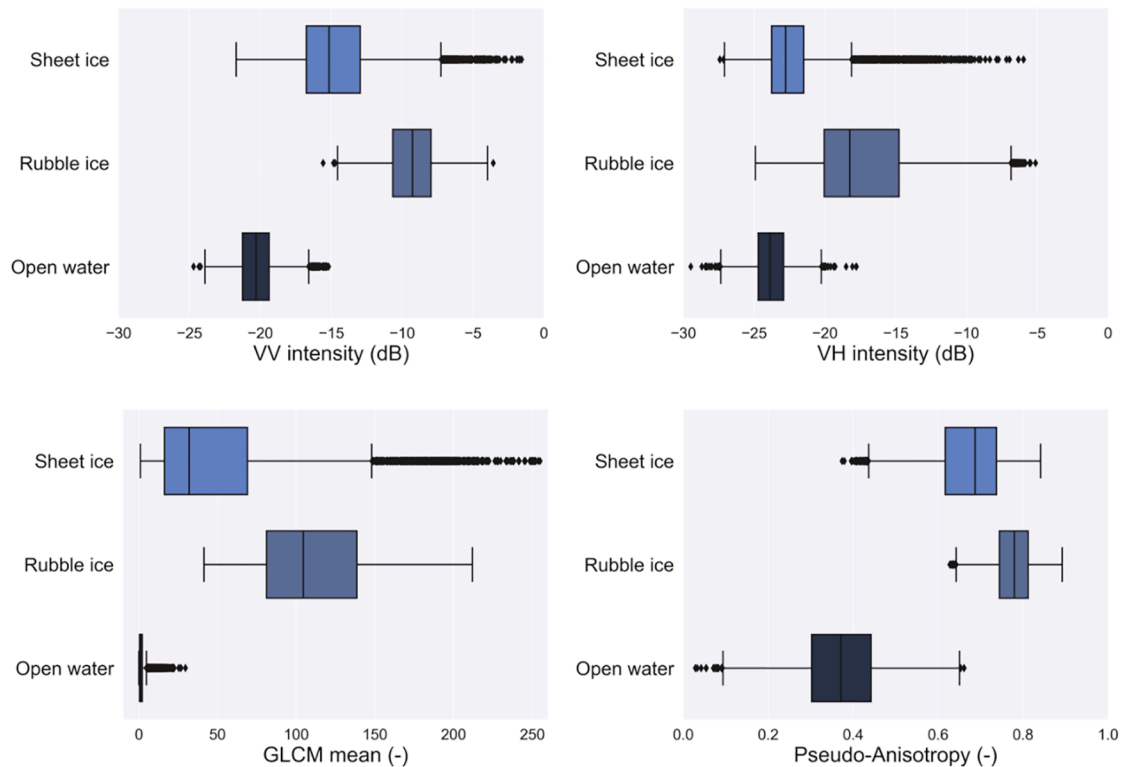 Sheet ice
Rubble ice
Open water
−30 −25 −20 −15 −10 −5 0
VV intensity (dB)
Sheet ice
Rubble ice
Open water
−30 −25 −20 −15 −10 −5 0
VH intensity (dB)
Sheet ice
Rubble ice
Open water
0 50 100 150 200 250
GLCM mean (-)
Sheet ice
Rubble ice
Open water
0.0 0.2 0.4 0.6 0.8 1.0
Pseudo-Anisotropy (-)